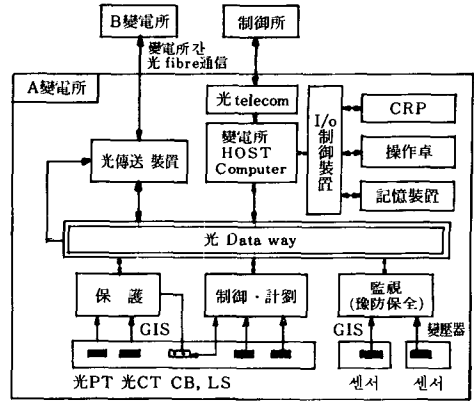 B變電所
制御所
變電所간
光 fibre通信
A變電所
光 telecom
CRP
變電所
HOST
Computer
I/o
制御装置
操作卓
光傳送 裝置
記憶裝置
光 Data way
保 護
制御・計劃
監視
(豫防保全)
GIS
GIS
變壓器
光PT 光CT CB, LS
센서
센서